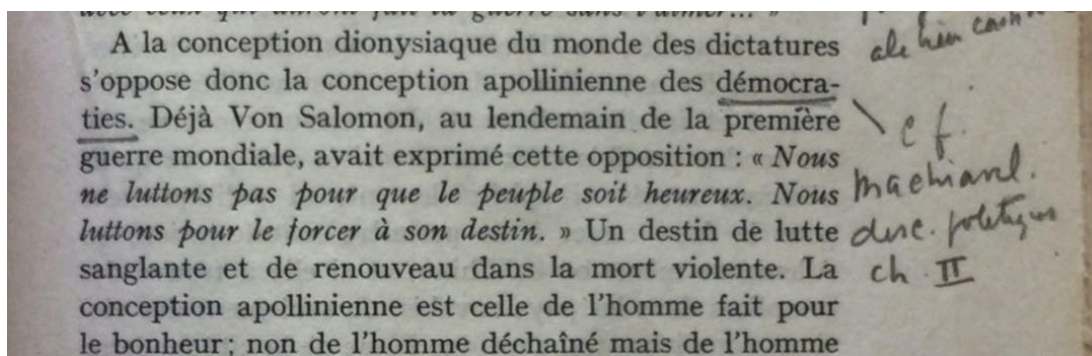 A la conception dionysiaque du monde des dictatures
s'oppose donc la conception apollinienne des démocra-
ties. Déjà Von Salomon, au lendemain de la première
guerre mondiale, avait exprimé cette opposition : « Nous
ne luttons pas pour que le peuple soit heureux. Nous
luttons pour le forcer à son destin. » Un destin de lutte
sanglante et de renouveau dans la mort violente. La
conception apollinienne est celle de l'homme fait pour
le bonheur ; non de l'homme déchaîné mais de l'homme
cf.
Machiavel.
politiques
ch II